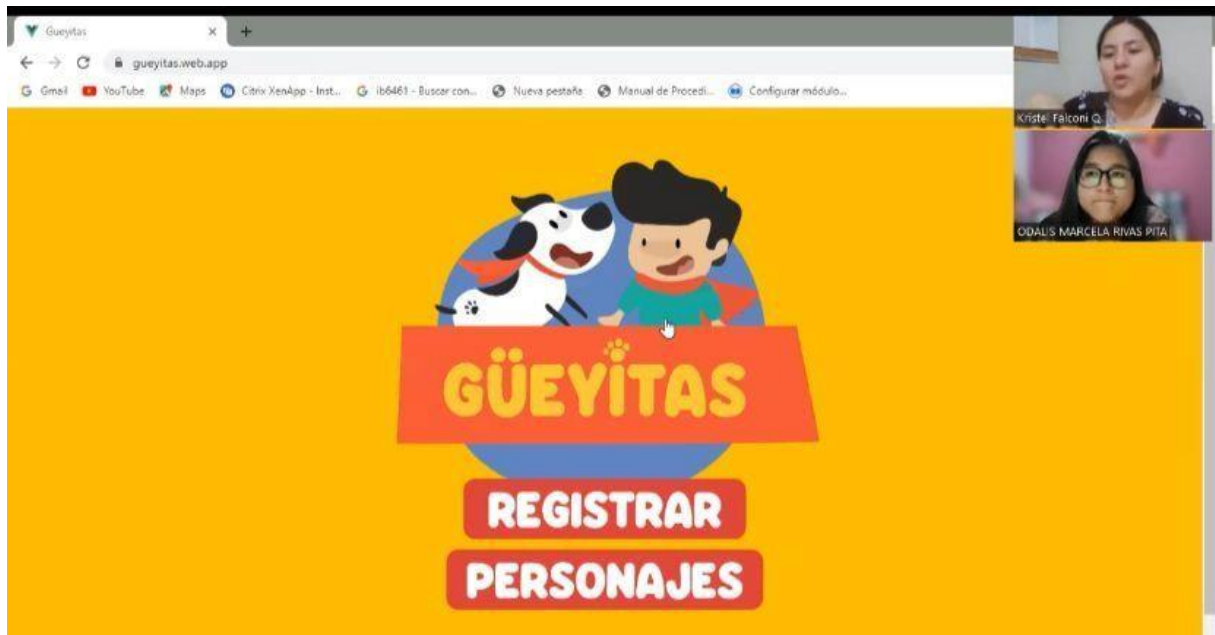 Gueyitas
gueyitas.web.app
Gmail YouTube Maps Citrix XenApp - Inst... ib6461 - Buscar con... Nueva pestaña Manual de Procedi... Configurar módulo...
Kristel Falconi Q.
ODALIS MARCELA RIVAS PITA
GÜEYITAS
REGISTRAR
PERSONAJES